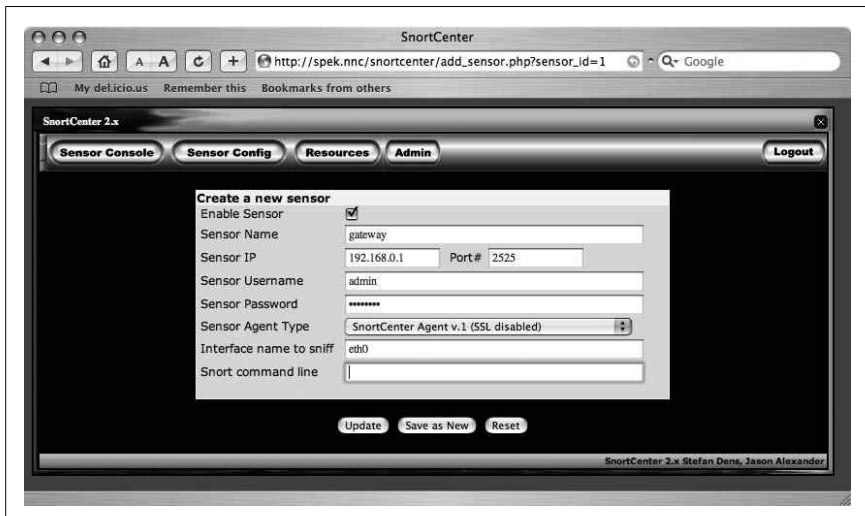 SnortCenter
A A + http://spek.nnc/snortcenter/add_sensor.php?sensor_id=1 Google
My del.icio.us Remember this Bookmarks from others
SnortCenter 2.x
Sensor Console Sensor Config Resources Admin Logout
Create a new sensor
Enable Sensor
Sensor Name gateway
Sensor IP 192.168.0.1 Port# 2525
Sensor Username admin
Sensor Password ••••••••
Sensor Agent Type SnortCenter Agent v.1 (SSL disabled)
Interface name to sniff eth0
Snort command line
Update Save as New Reset
SnortCenter 2.x Stefan Dens, Jason Alexander